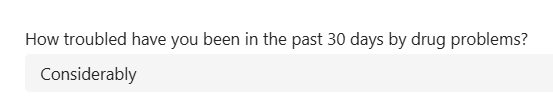 How troubled have you been in the past 30 days by drug problems?
Considerably